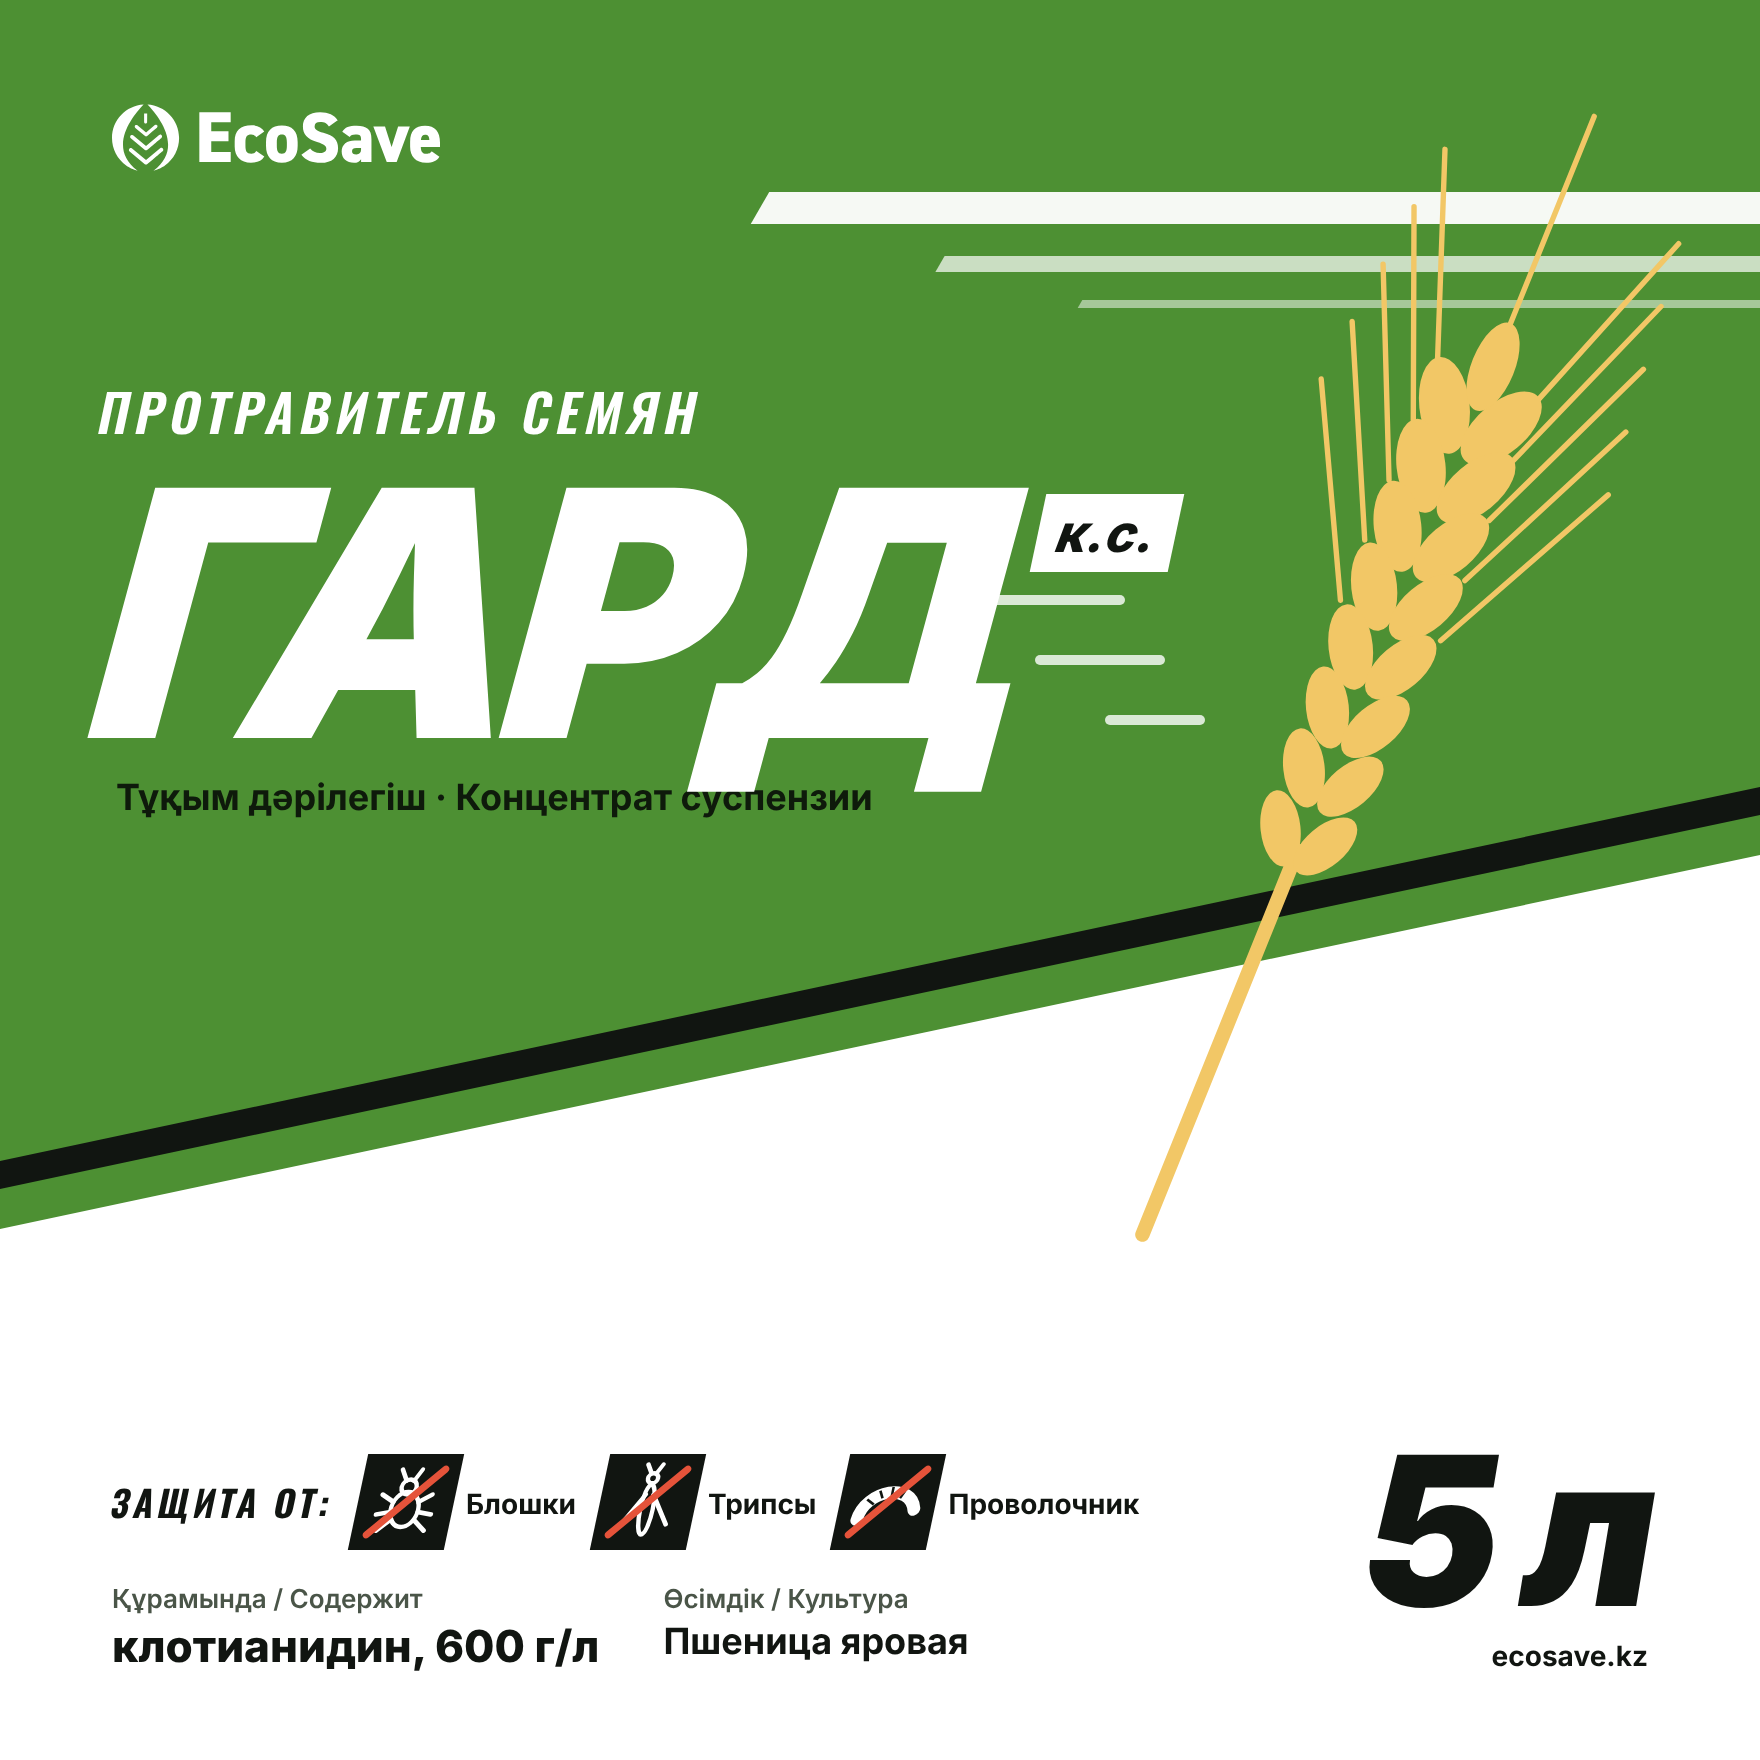 EcoSave
ПРОТРАВИТЕЛЬ СЕМЯН
ГАРД к.с.
Тұқым дәрілегіш · Концентрат суспензии
ЗАЩИТА ОТ: Блошки Трипсы Проволочник
Құрамында / Содержит
клотианидин, 600 г/л
Өсімдік / Культура
Пшеница яровая
5 л
ecosave.kz